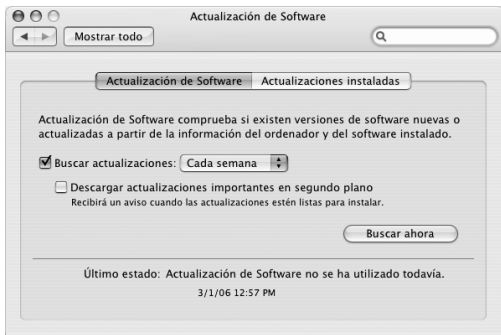 Actualización de Software
Mostrar todo
Actualización de Software
Actualizaciones instaladas
Actualización de Software comprueba si existen versiones de software nuevas o
actualizadas a partir de la información del ordenador y del software instalado.
Buscar actualizaciones: Cada semana
Descargar actualizaciones importantes en segundo plano
Recibirá un aviso cuando las actualizaciones estén listas para instalar.
Buscar ahora
Último estado: Actualización de Software no se ha utilizado todavía.
3/1/06 12:57 PM